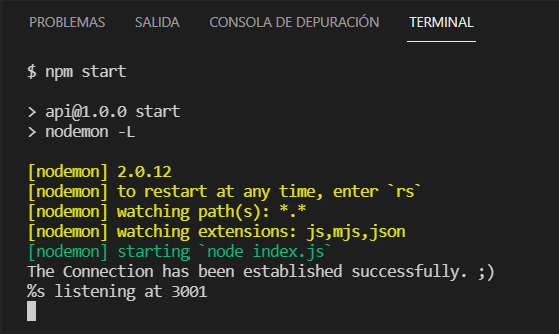 PROBLEMAS SALIDA CONSOLA DE DEPURACIÓN TERMINAL
$ npm start
> api@1.0.0 start
> nodemon -L
[nodemon] 2.0.12
[nodemon] to restart at any time, enter `rs`
[nodemon] watching path(s): *.*
[nodemon] watching extensions: js,mjs,json
[nodemon] starting `node index.js`
The Connection has been established successfully. ;)
%s listening at 3001